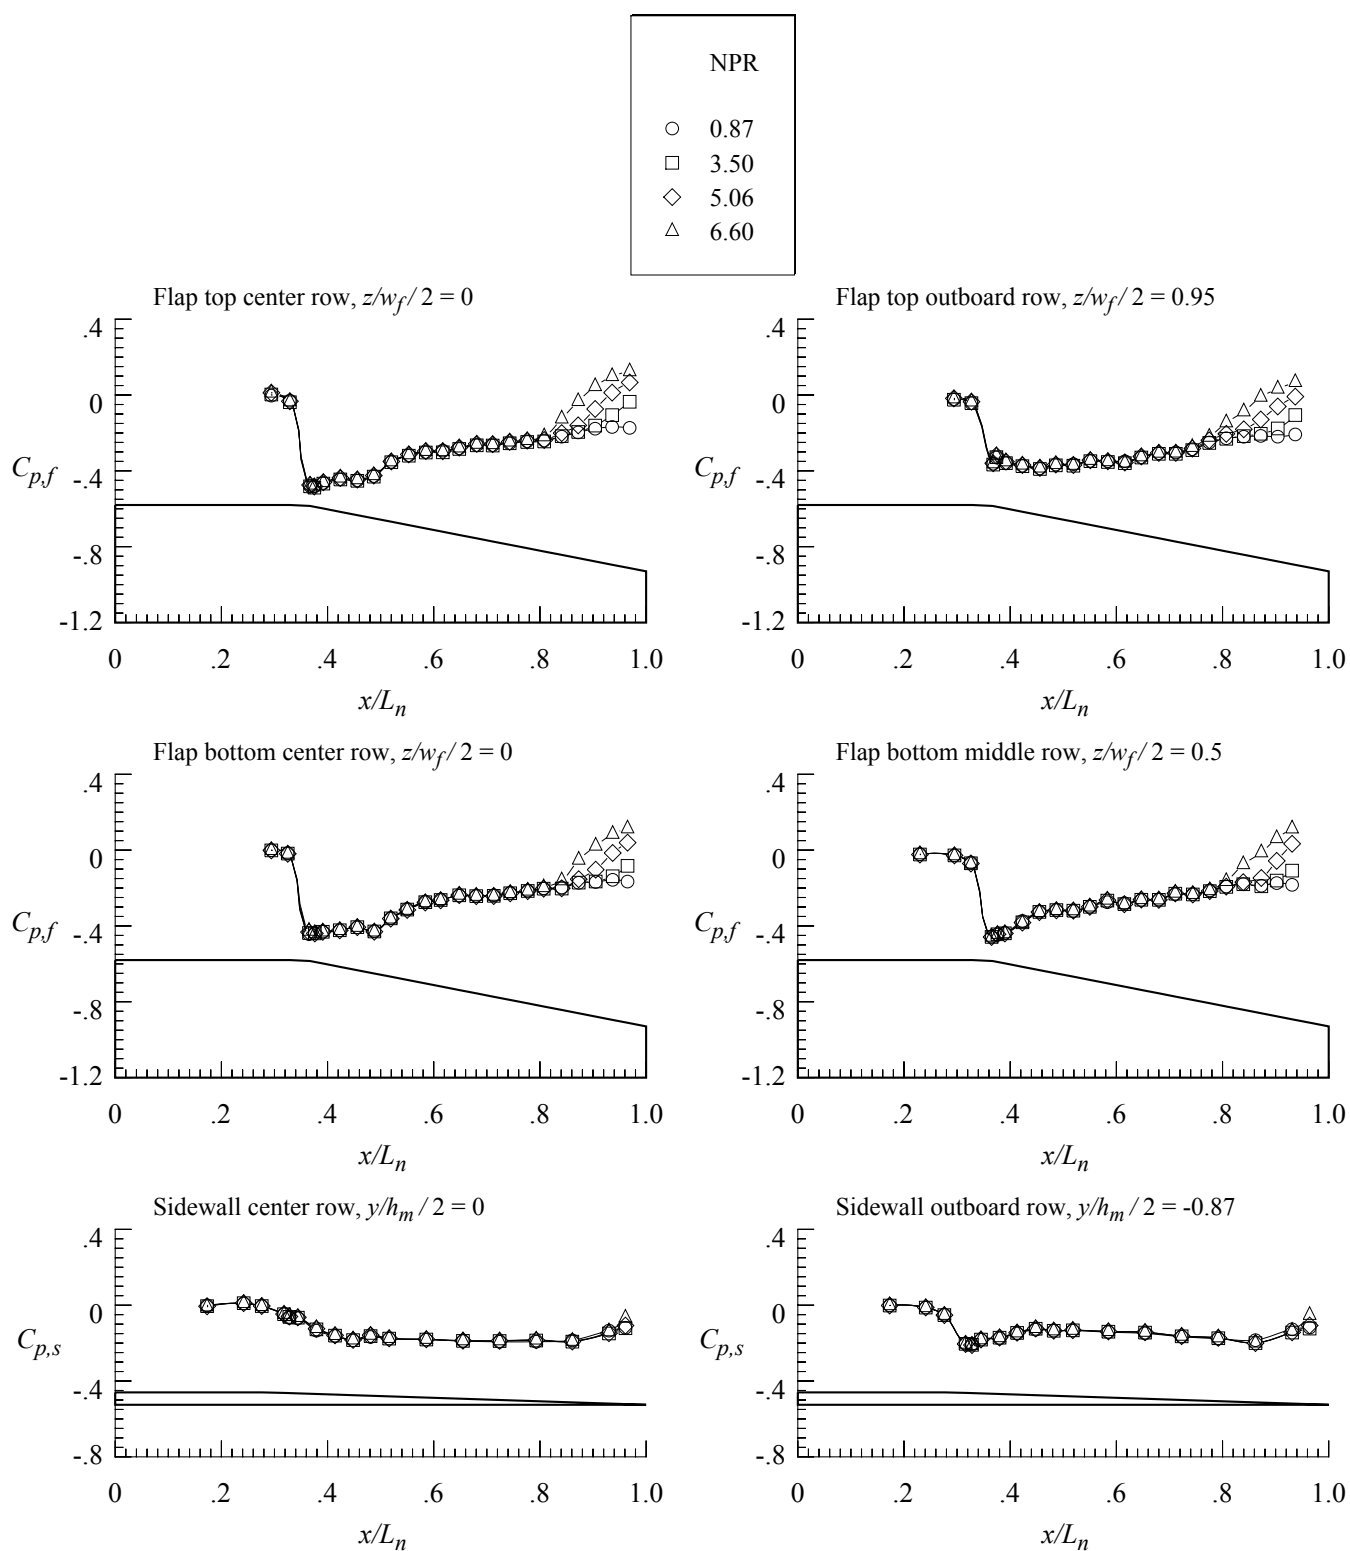 NPR
0.87
3.50
5.06
6.60
Flap top center row, z/w_f / 2 = 0
.4
0
-.4
-.8
-1.2
C_p,f
0 .2 .4 .6 .8 1.0
x/L_n
Flap top outboard row, z/w_f / 2 = 0.95
.4
0
-.4
-.8
-1.2
C_p,f
0 .2 .4 .6 .8 1.0
x/L_n
Flap bottom center row, z/w_f / 2 = 0
.4
0
-.4
-.8
-1.2
C_p,f
0 .2 .4 .6 .8 1.0
x/L_n
Flap bottom middle row, z/w_f / 2 = 0.5
.4
0
-.4
-.8
-1.2
C_p,f
0 .2 .4 .6 .8 1.0
x/L_n
Sidewall center row, y/h_m / 2 = 0
.4
0
-.4
-.8
C_p,s
0 .2 .4 .6 .8 1.0
x/L_n
Sidewall outboard row, y/h_m / 2 = -0.87
.4
0
-.4
-.8
C_p,s
0 .2 .4 .6 .8 1.0
x/L_n